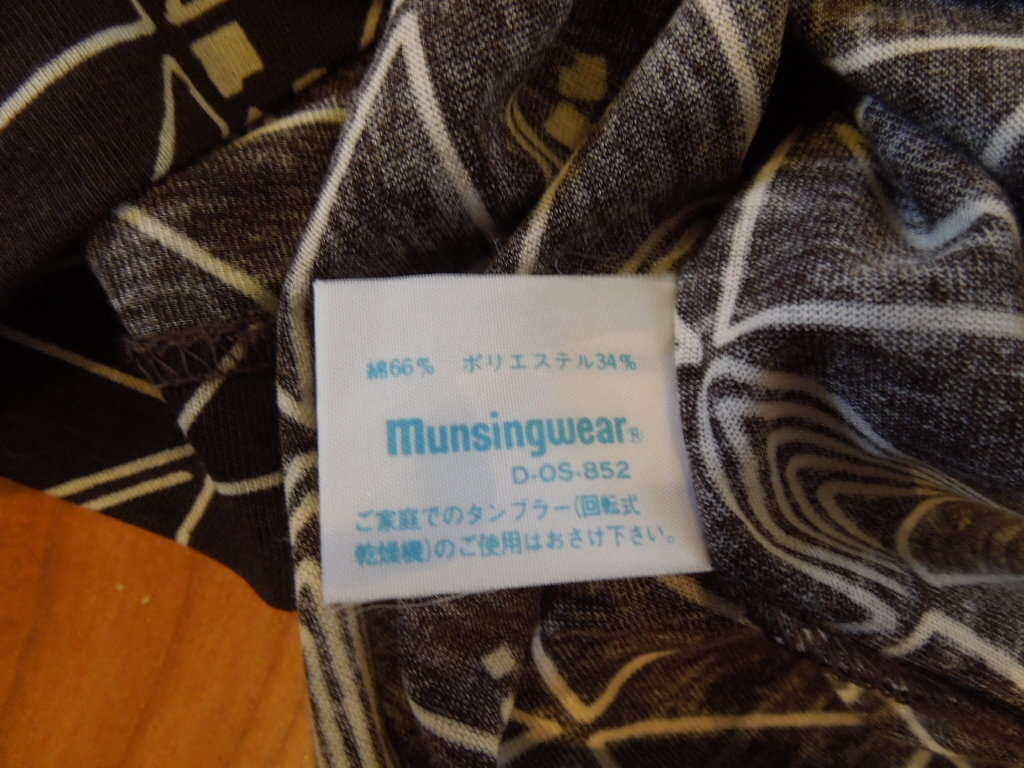 綿66% ポリエステル34%
Munsingwear®
D-OS-852
ご家庭でのタンブラー(回転式
乾燥機)のご使用はおさけ下さい。